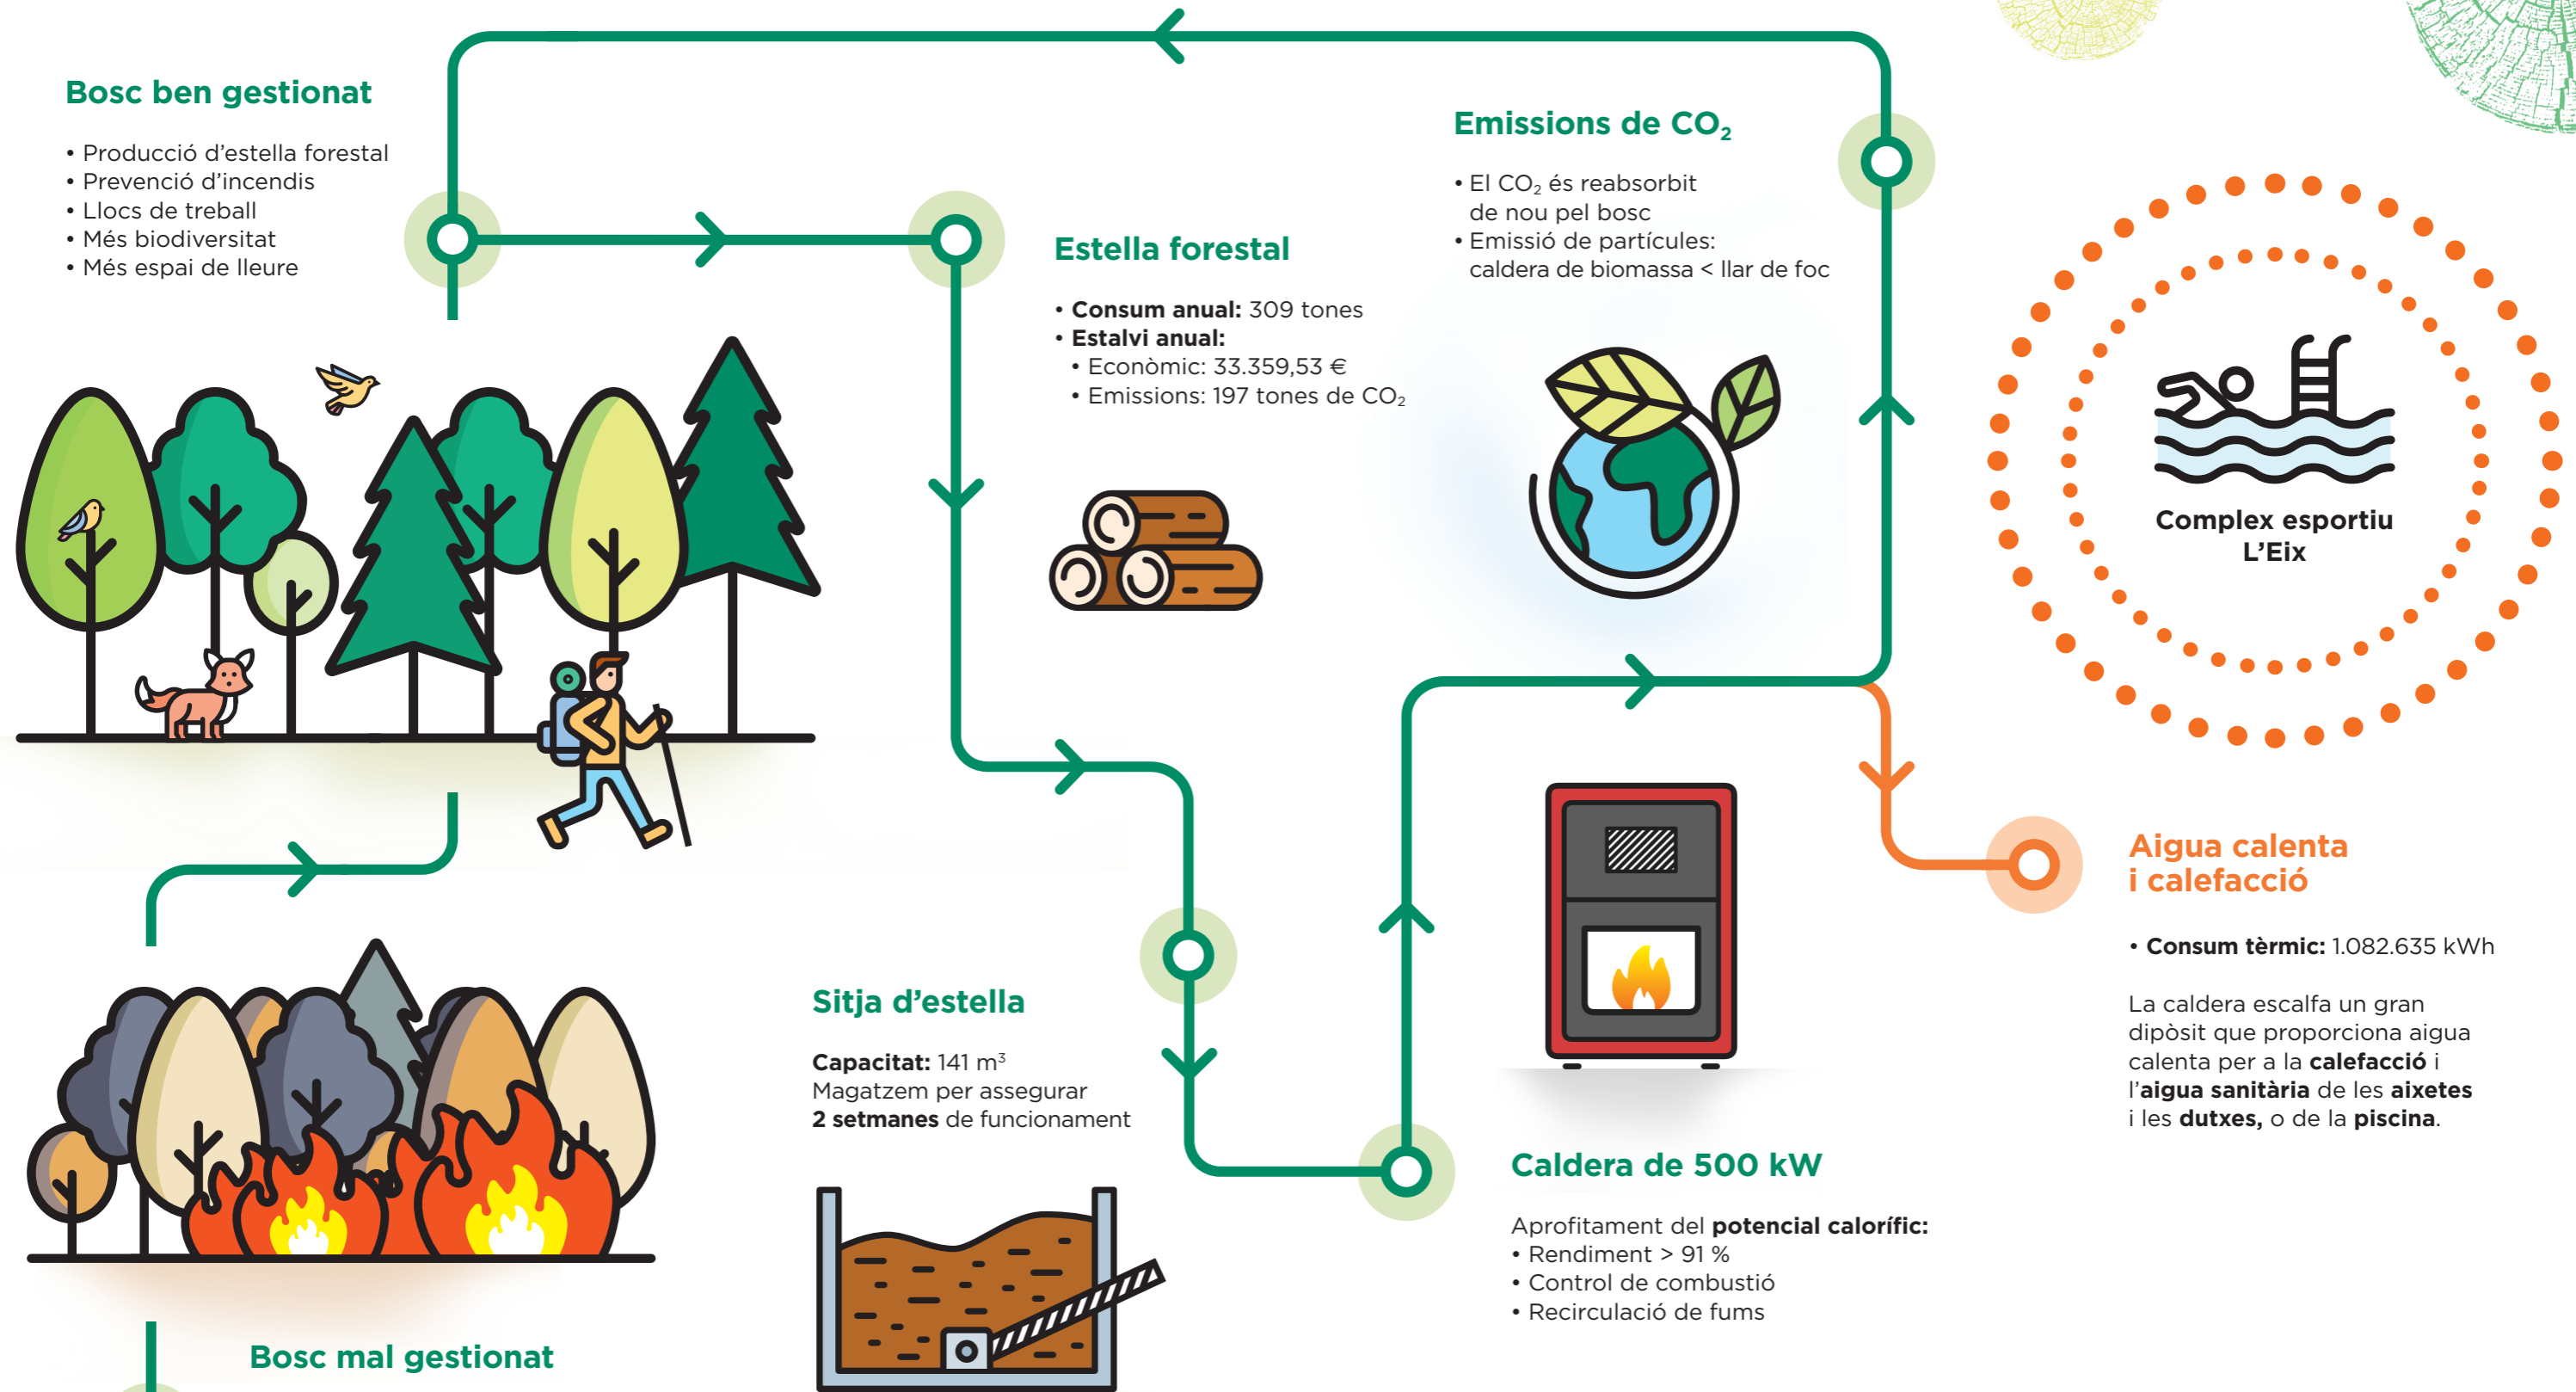 Bosc ben gestionat
• Producció d'estella forestal
• Prevenció d'incendis
• Llocs de treball
• Més biodiversitat
• Més espai de lleure
Estella forestal
• Consum anual: 309 tones
• Estalvi anual:
• Econòmic: 33.359,53 €
• Emissions: 197 tones de CO₂
Emissions de CO₂
• El CO₂ és reabsorbit
de nou pel bosc
• Emissió de partícules:
caldera de biomassa < llar de foc
Complex esportiu
L'Eix
Aigua calenta
i calefacció
• Consum tèrmic: 1.082.635 kWh
La caldera escalfa un gran
dipòsit que proporciona aigua
calenta per a la calefacció i
l'aigua sanitària de les aixetes
i les dutxes, o de la piscina.
Sitja d'estella
Capacitat: 141 m³
Magatzem per assegurar
2 setmanes de funcionament
Caldera de 500 kW
Aprofitament del potencial calorífic:
• Rendiment > 91 %
• Control de combustió
• Recirculació de fums
Bosc mal gestionat